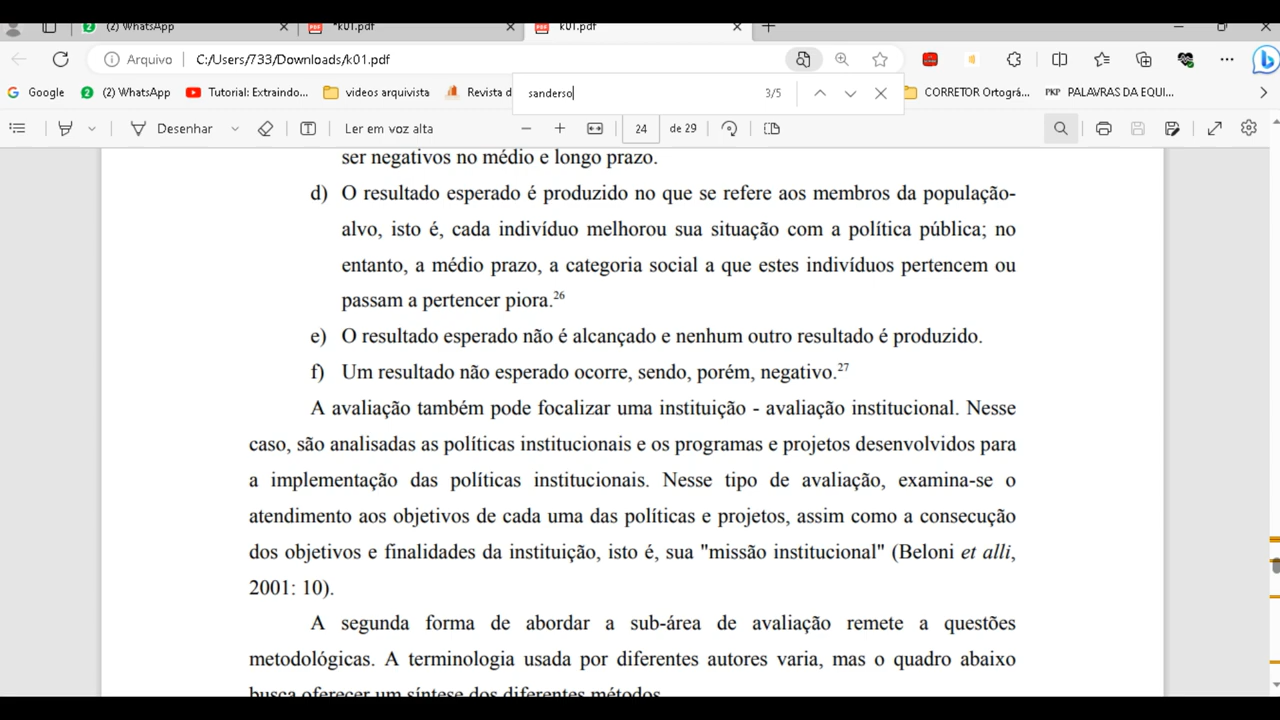 (2) WhatsApp
*k01.pdf
k01.pdf
Arquivo
C:/Users/733/Downloads/k01.pdf
Google
(2) WhatsApp
Tutorial: Extraindo...
videos arquivista
Revista d
sanderso
3/5
CORRETOR Ortográ...
PKP PALAVRAS DA EQUI...
Desenhar
Ler em voz alta
24
de 29
ser negativos no médio e longo prazo.
d) O resultado esperado é produzido no que se refere aos membros da população-
alvo, isto é, cada indivíduo melhorou sua situação com a política pública; no
entanto, a médio prazo, a categoria social a que estes indivíduos pertencem ou
passam a pertencer piora.26
e) O resultado esperado não é alcançado e nenhum outro resultado é produzido.
f) Um resultado não esperado ocorre, sendo, porém, negativo.27
A avaliação também pode focalizar uma instituição - avaliação institucional. Nesse
caso, são analisadas as políticas institucionais e os programas e projetos desenvolvidos para
a implementação das políticas institucionais. Nesse tipo de avaliação, examina-se o
atendimento aos objetivos de cada uma das políticas e projetos, assim como a consecução
dos objetivos e finalidades da instituição, isto é, sua "missão institucional" (Beloni et alli,
2001: 10).
A segunda forma de abordar a sub-área de avaliação remete a questões
metodológicas. A terminologia usada por diferentes autores varia, mas o quadro abaixo
busca oferecer um síntese dos diferentes métodos.